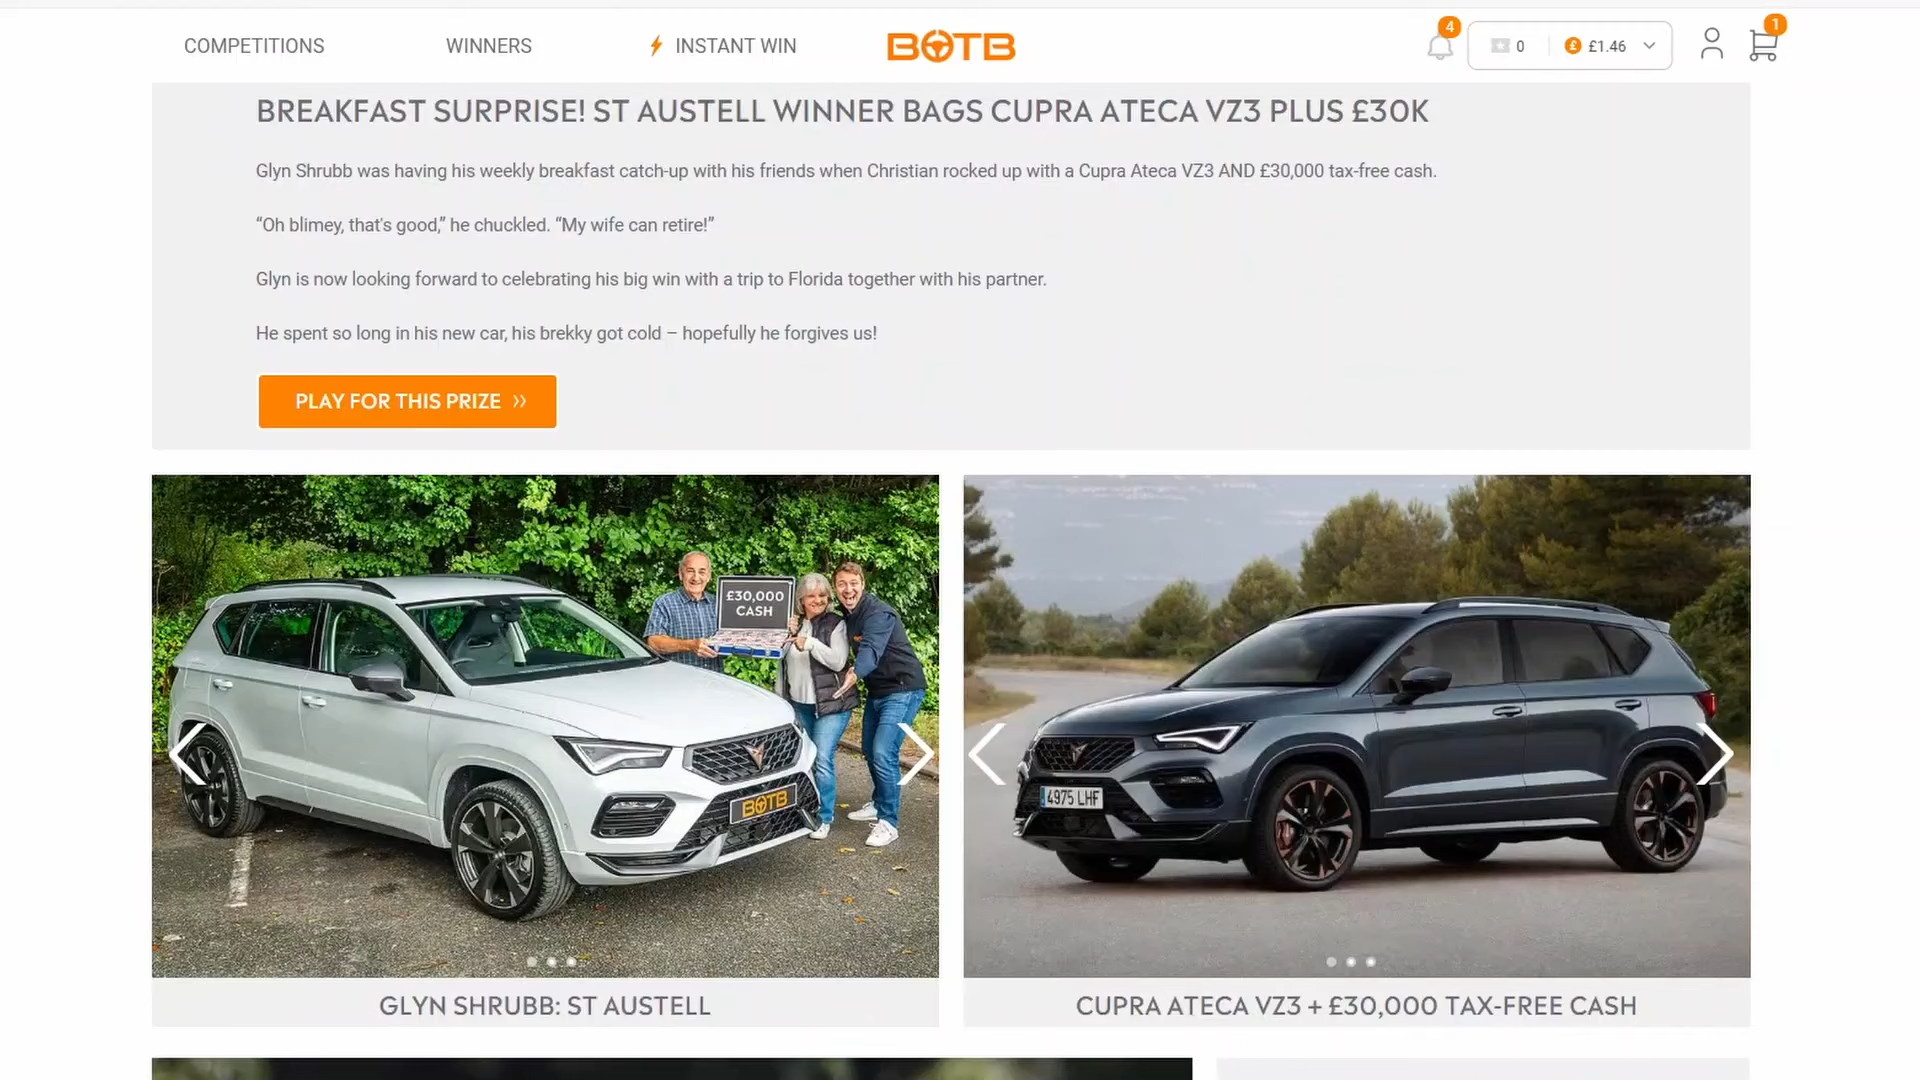 COMPETITIONS
WINNERS
INSTANT WIN
BOTB
4
0
£
£1.46
1
BREAKFAST SURPRISE! ST AUSTELL WINNER BAGS CUPRA ATECA VZ3 PLUS £30K
Glyn Shrubb was having his weekly breakfast catch-up with his friends when Christian rocked up with a Cupra Ateca VZ3 AND £30,000 tax-free cash.
“Oh blimey, that's good,” he chuckled. “My wife can retire!”
Glyn is now looking forward to celebrating his big win with a trip to Florida together with his partner.
He spent so long in his new car, his brekky got cold – hopefully he forgives us!
PLAY FOR THIS PRIZE »
£30,000
CASH
BOTB
4975 LHF
GLYN SHRUBB: ST AUSTELL
CUPRA ATECA VZ3 + £30,000 TAX-FREE CASH